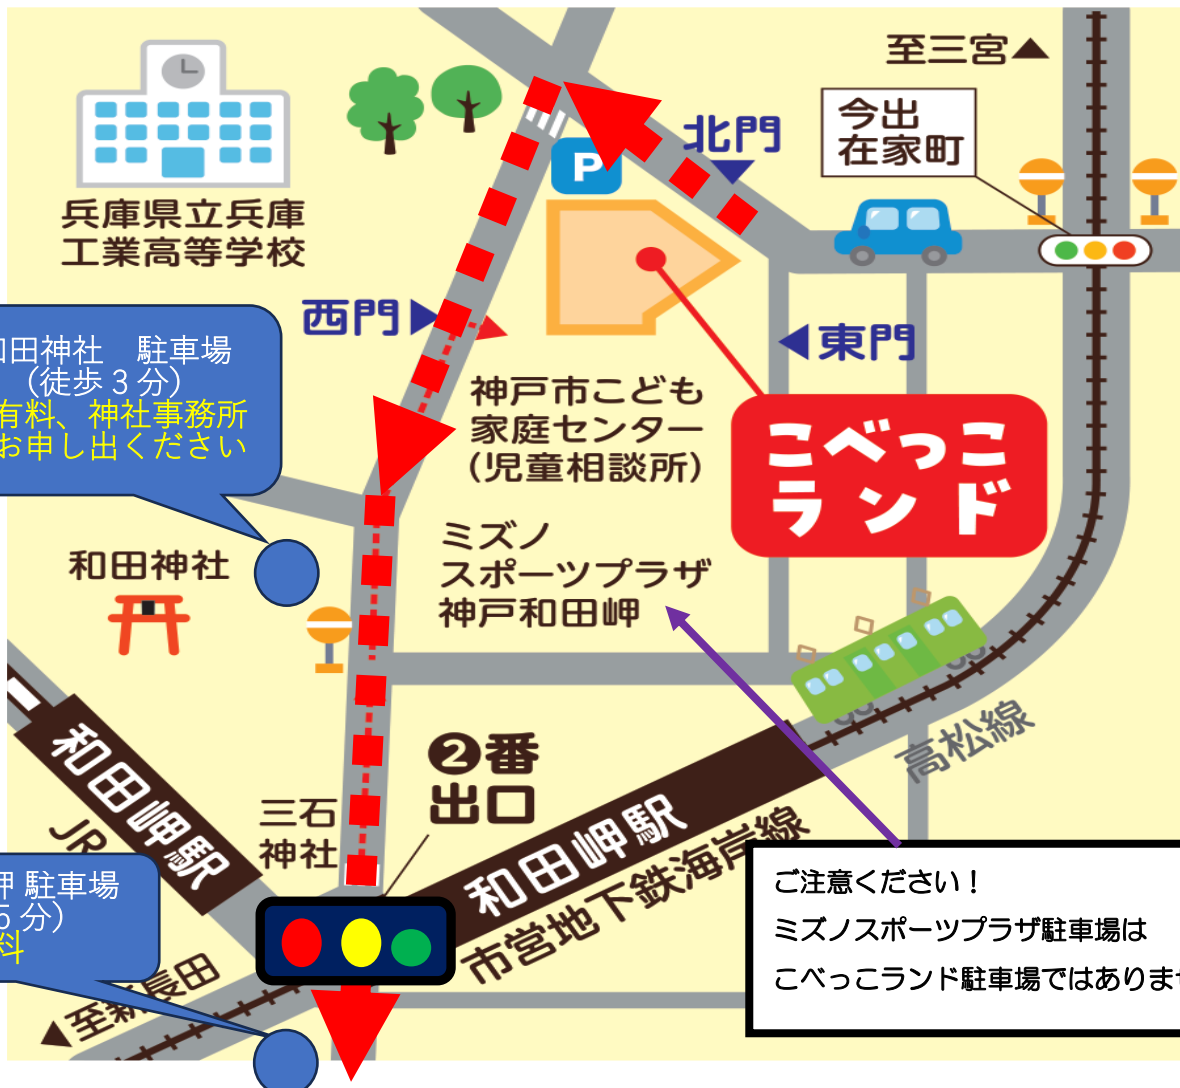 至三宮▲
今出
在家町
北門
P
兵庫県立兵庫
工業高等学校
西門
東門
和田神社　駐車場
（徒歩３分）
有料、神社事務所
お申し出ください
神戸市こども
家庭センター
(児童相談所)
こべっこ
ランド
ミズノ
スポーツプラザ
神戸和田岬
和田神社
高松線
❷番
出口
和田岬駅
JR
三石
神社
和田岬駅
市営地下鉄海岸線
岬 駐車場
5 分）
料
至新長田
ご注意ください！
ミズノスポーツプラザ駐車場は
こべっこランド駐車場ではありませ